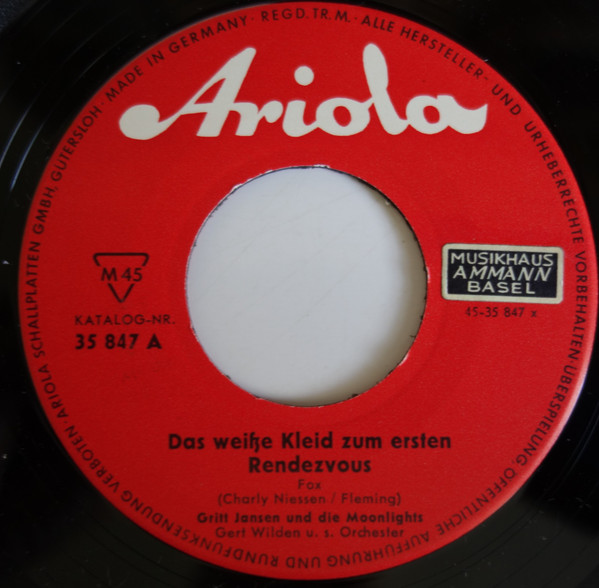 ARIOLA SCHALLPLATTEN GMBH, GÜTERSLOH · MADE IN GERMANY · REGD. TR. M. · ALLE HERSTELLER- UND URHEBERRECHTE VORBEHALTEN · ÜBERSPIELUNG, ÖFFENTLICHE AUFFÜHRUNG UND RUNDFUNKSENDUNG VERBOTEN ·
Ariola
M 45
KATALOG-NR.
35 847 A
MUSIKHAUS
AMMANN
BASEL
45-35 847 x
Das weiße Kleid zum ersten
Rendezvous
Fox
(Charly Niessen / Fleming)
Gritt Jansen und die Moonlights
Gert Wilden u. s. Orchester